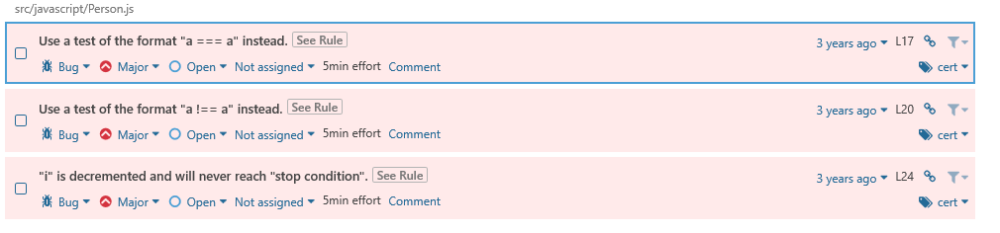 src/javascript/Person.js
Use a test of the format "a === a" instead. See Rule 3 years ago L17
Bug Major Open Not assigned 5min effort Comment cert
Use a test of the format "a !== a" instead. See Rule 3 years ago L20
Bug Major Open Not assigned 5min effort Comment cert
"i" is decremented and will never reach "stop condition". See Rule 3 years ago L24
Bug Major Open Not assigned 5min effort Comment cert